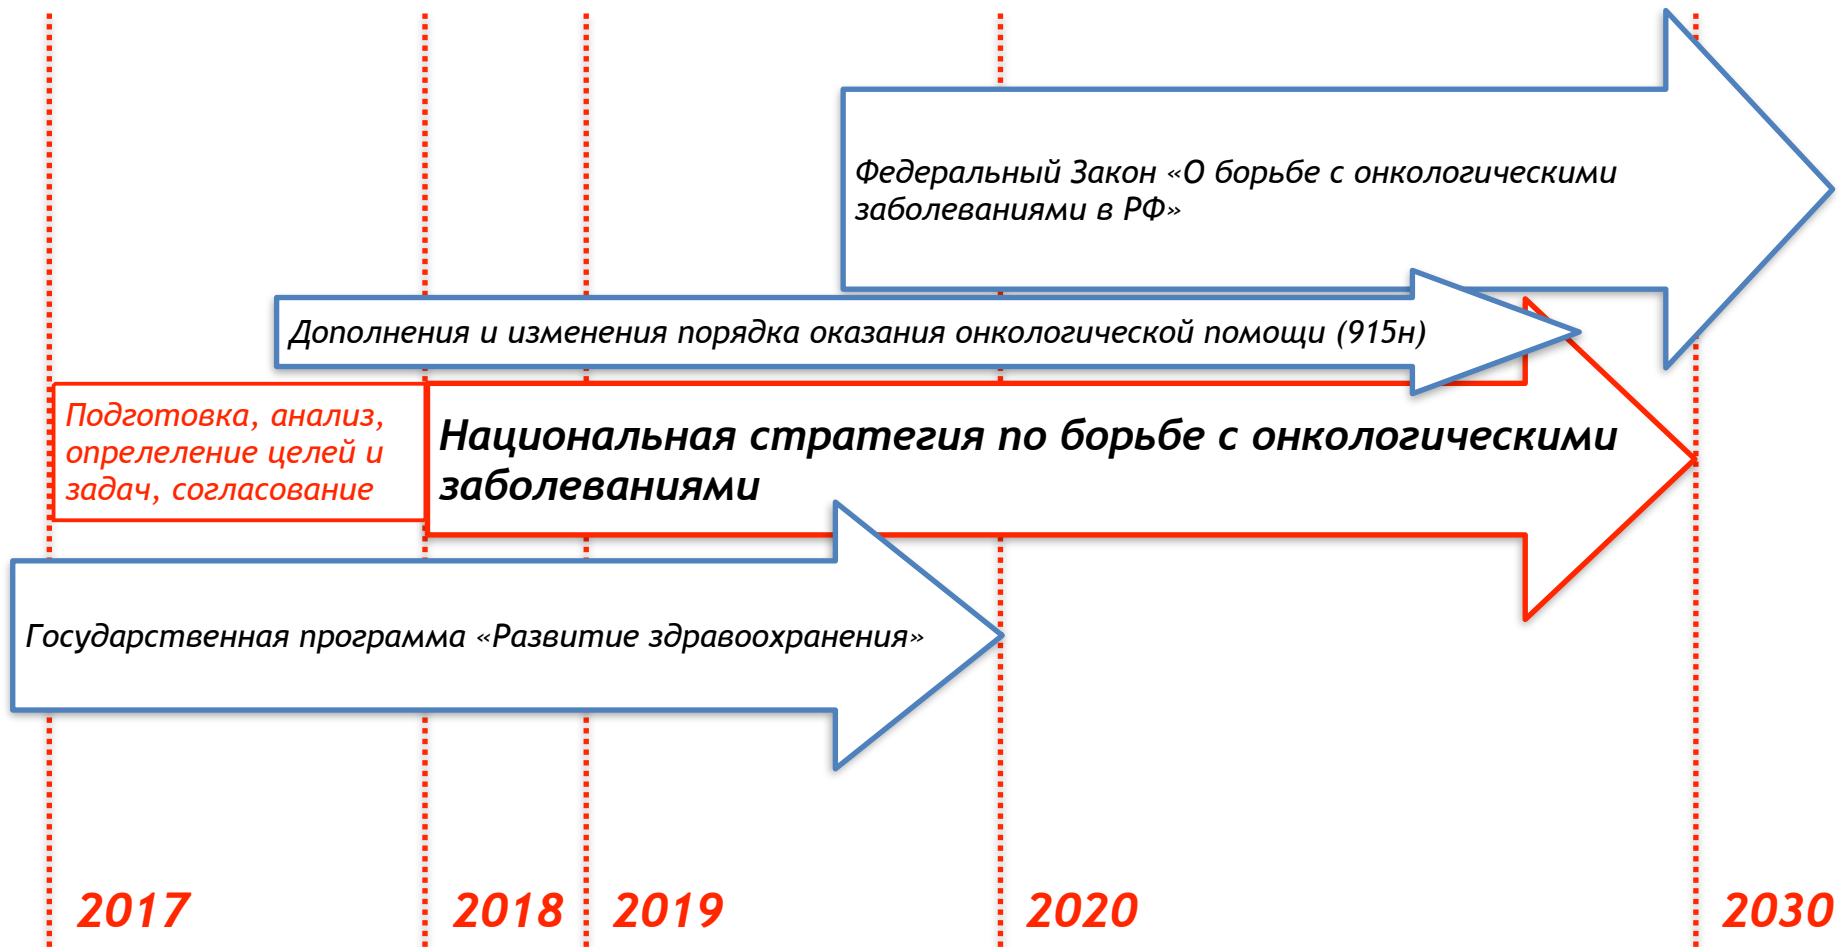 Федеральный Закон «О борьбе с онкологическими
заболеваниями в РФ»
Дополнения и изменения порядка оказания онкологической помощи (915н)
Подготовка, анализ,
опрелеление целей и
задач, согласование
Национальная стратегия по борьбе с онкологическими
заболеваниями
Государственная программа «Развитие здравоохранения»
2017
2018
2019
2020
2030